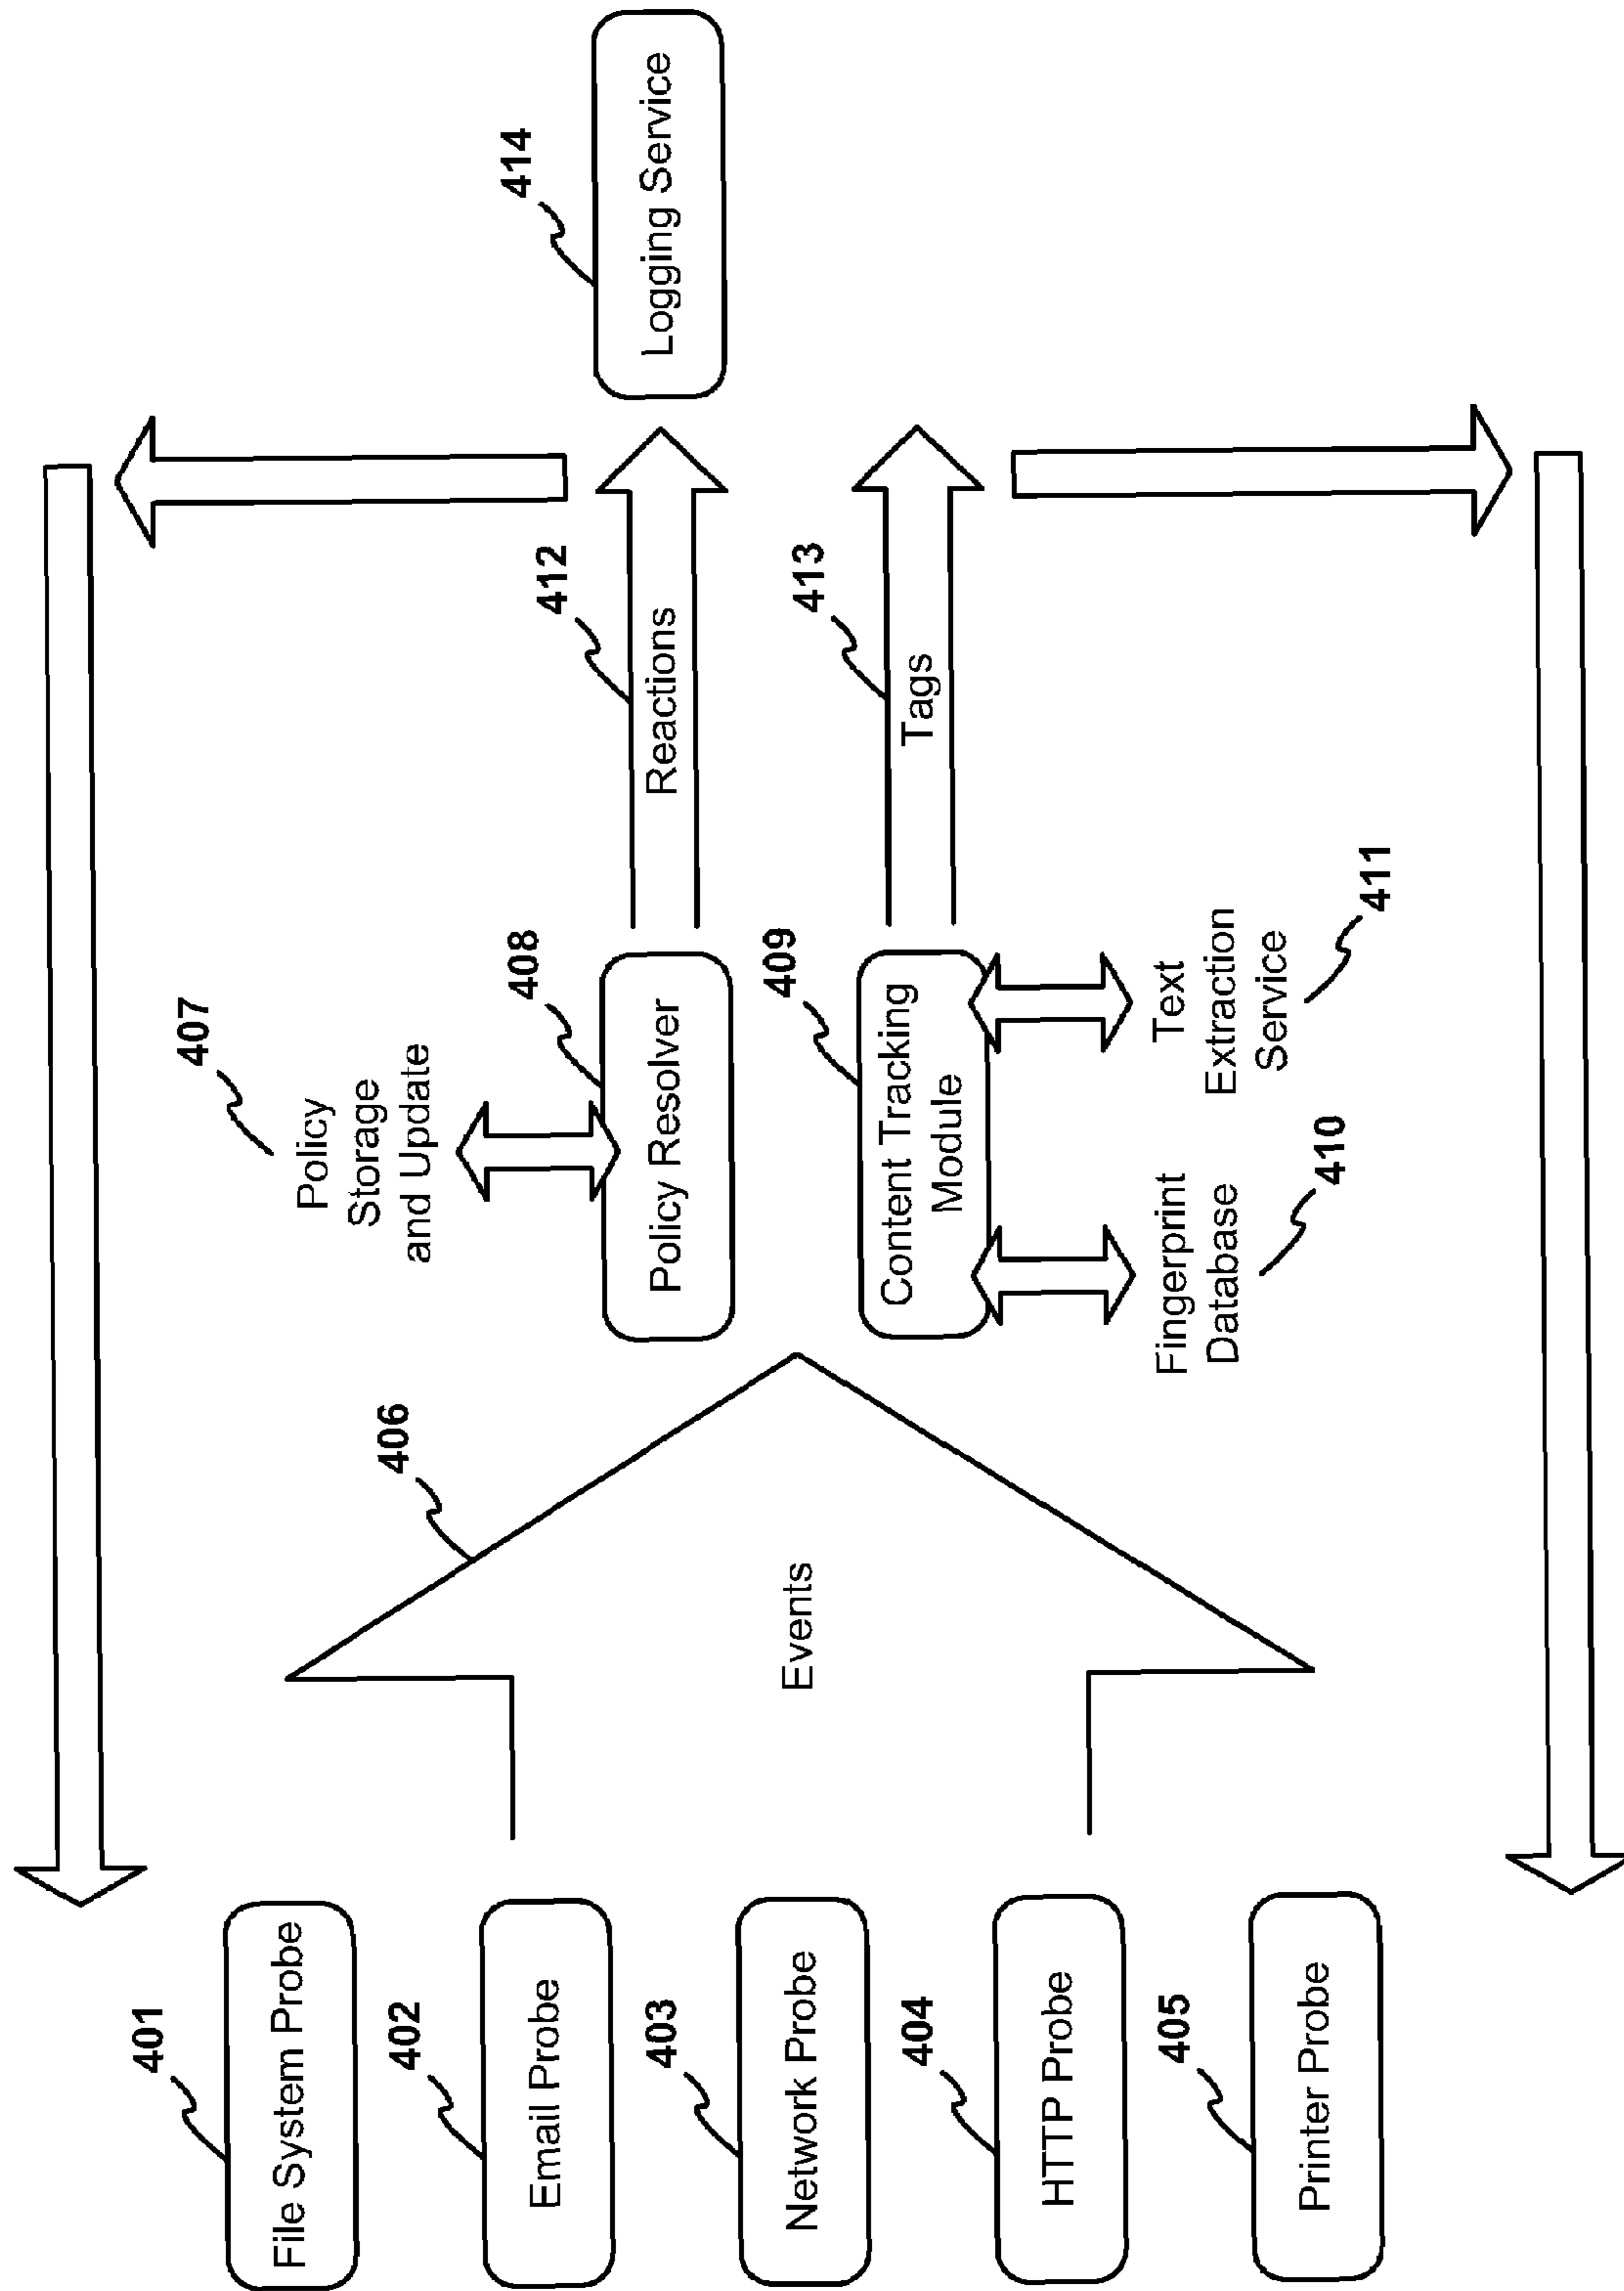 401
File System Probe
402
Email Probe
403
Network Probe
404
HTTP Probe
405
Printer Probe
406
Events
407
Policy
Storage
and Update
408
Policy Resolver
409
Content Tracking
Module
Fingerprint
Database
410
Text
Extraction
Service
411
412
Reactions
413
Tags
414
Logging Service